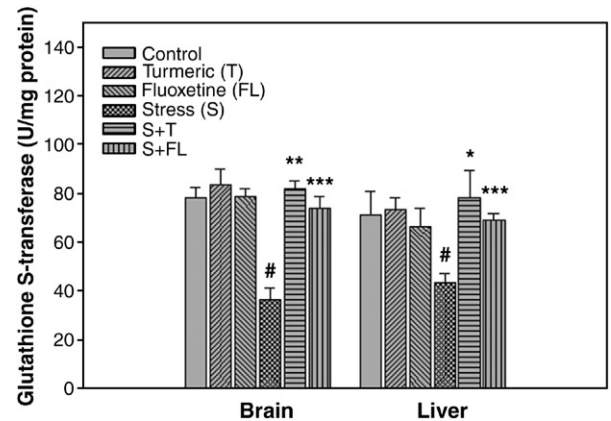 Glutathione S-transferase (U/mg protein)
140
120
100
80
60
40
20
0
Control
Turmeric (T)
Fluoxetine (FL)
Stress (S)
S+T
S+FL
#
**
***
#
*
***
Brain
Liver